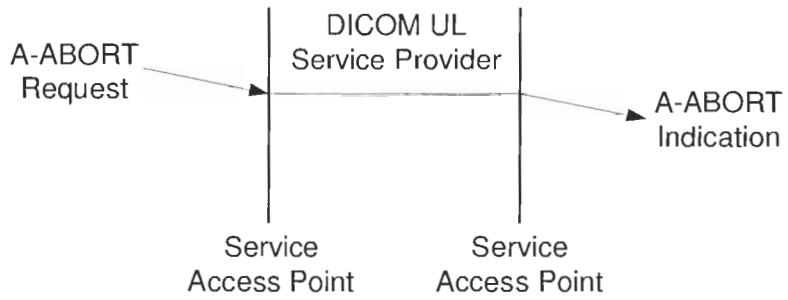 DICOM UL
Service Provider
A-ABORT
Request
A-ABORT
Indication
Service
Access Point
Service
Access Point